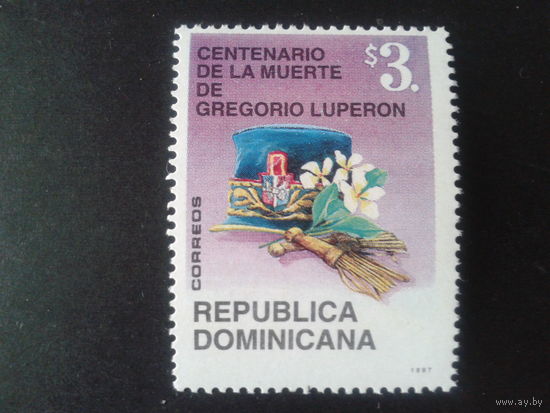 CENTENARIO
DE LA MUERTE
DE
GREGORIO LUPERON
$3.
CORREOS
REPUBLICA
DOMINICANA
1997
www.ay.by